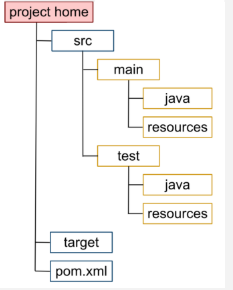 project home
src
main
java
resources
test
java
resources
target
pom.xml